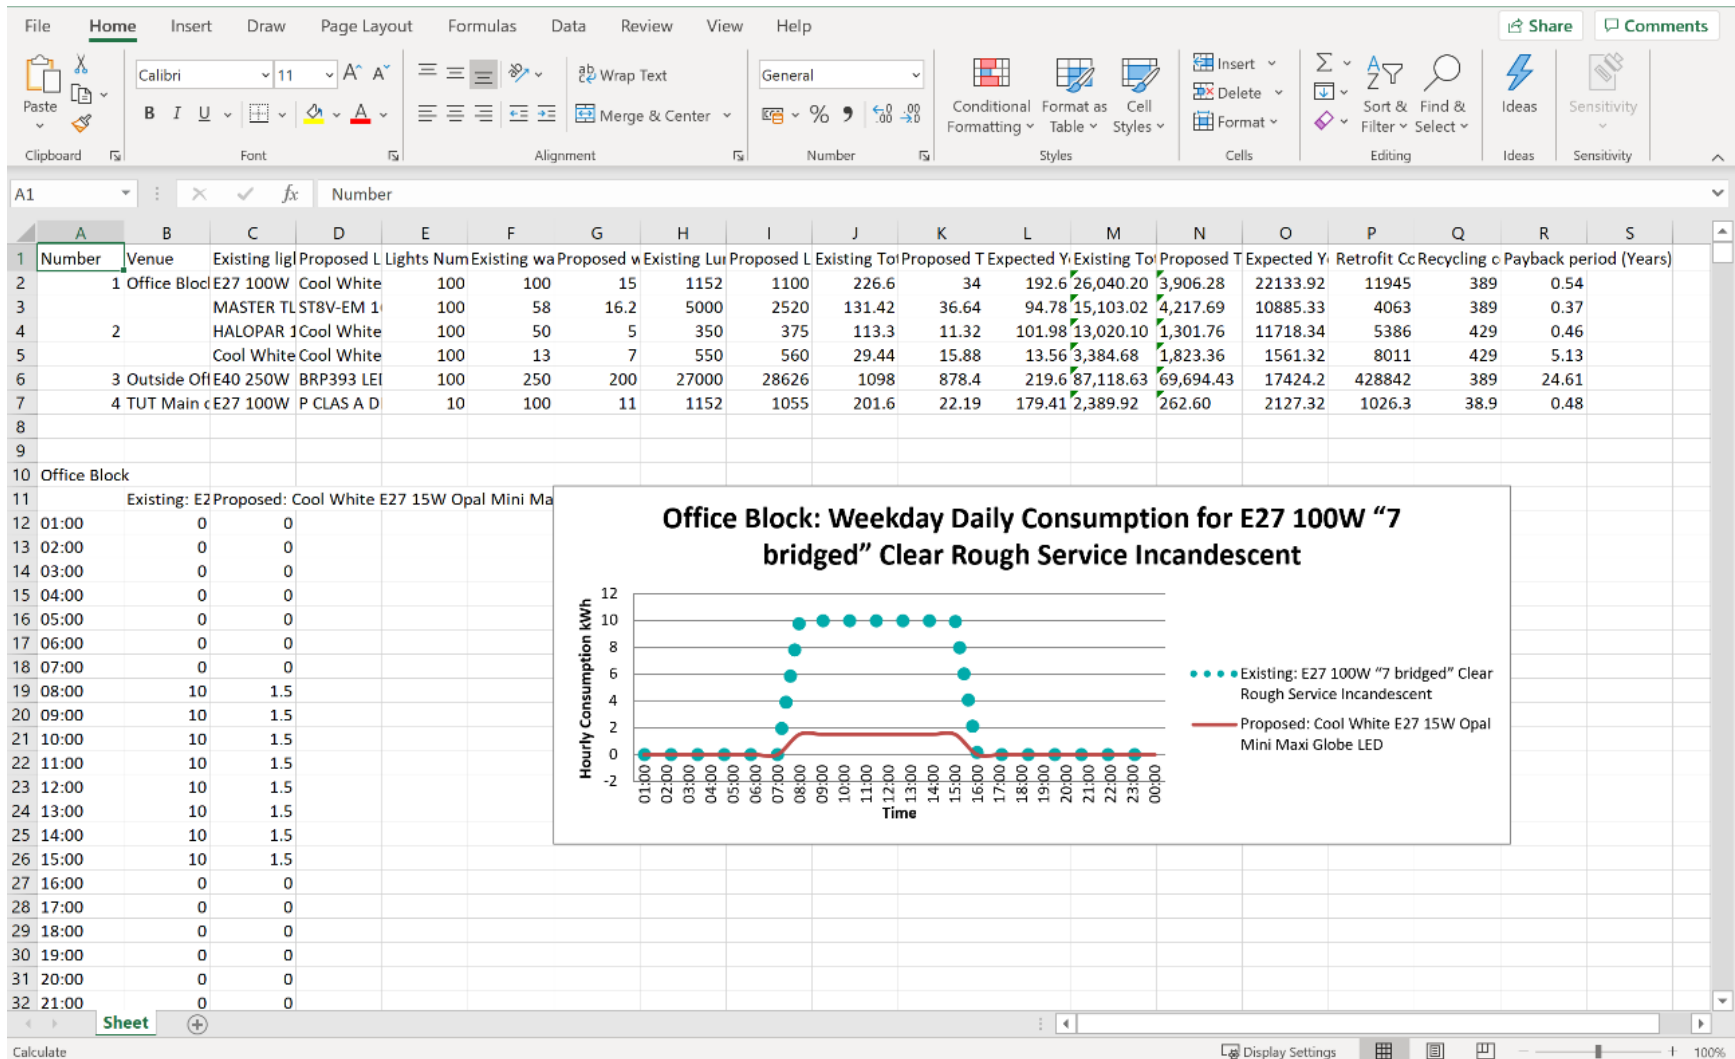 File Home Insert Draw Page Layout Formulas Data Review View Help Share Comments
Calibri 11 Wrap Text General Insert
Paste Delete Conditional Format as Cell Sort & Find & Ideas Sensitivity
B I U Merge & Center % Formatting Table Styles Format Filter Select
Clipboard Font Alignment Number Styles Cells Editing Ideas Sensitivity
A1 fx Number
A B C D E F G H I J K L M N O P Q R S
1 Number Venue Existing lig Proposed L Lights Num Existing wa Proposed w Existing Lu Proposed L Existing Tot Proposed T Expected Y Existing Tot Proposed T Expected Y Retrofit Cc Recycling c Payback period (Years)
2 1 Office Bloc E27 100W Cool White 100 100 15 1152 1100 226.6 34 192.6 26,040.20 3,906.28 22133.92 11945 389 0.54
3 MASTER TL ST8V-EM 1 100 58 16.2 5000 2520 131.42 36.64 94.78 15,103.02 4,217.69 10885.33 4063 389 0.37
4 2 HALOPAR 1 Cool White 100 50 5 350 375 113.3 11.32 101.98 13,020.10 1,301.76 11718.34 5386 429 0.46
5 Cool White Cool White 100 13 7 550 560 29.44 15.88 13.56 3,384.68 1,823.36 1561.32 8011 429 5.13
6 3 Outside Off E40 250W BRP393 LE 100 250 200 27000 28626 1098 878.4 219.6 87,118.63 69,694.43 17424.2 428842 389 24.61
7 4 TUT Main c E27 100W P CLAS A D 10 100 11 1152 1055 201.6 22.19 179.41 2,389.92 262.60 2127.32 1026.3 38.9 0.48
8
9
10 Office Block
11 Existing: E2 Proposed: Cool White E27 15W Opal Mini Ma
12 01:00 0 0
13 02:00 0 0
14 03:00 0 0
15 04:00 0 0
16 05:00 0 0
17 06:00 0 0
18 07:00 0 0
19 08:00 10 1.5
20 09:00 10 1.5
21 10:00 10 1.5
22 11:00 10 1.5
23 12:00 10 1.5
24 13:00 10 1.5
25 14:00 10 1.5
26 15:00 10 1.5
27 16:00 0 0
28 17:00 0 0
29 18:00 0 0
30 19:00 0 0
31 20:00 0 0
32 21:00 0 0
Office Block: Weekday Daily Consumption for E27 100W “7
bridged” Clear Rough Service Incandescent
Hourly Consumption kWh
12
10
8
6
4
2
0
-2
01:00 02:00 03:00 04:00 05:00 06:00 07:00 08:00 09:00 10:00 11:00 12:00 13:00 14:00 15:00 16:00 17:00 18:00 19:00 20:00 21:00 22:00 23:00 00:00
Time
Existing: E27 100W “7 bridged” Clear
Rough Service Incandescent
Proposed: Cool White E27 15W Opal
Mini Maxi Globe LED
Sheet
Calculate Display Settings 100%